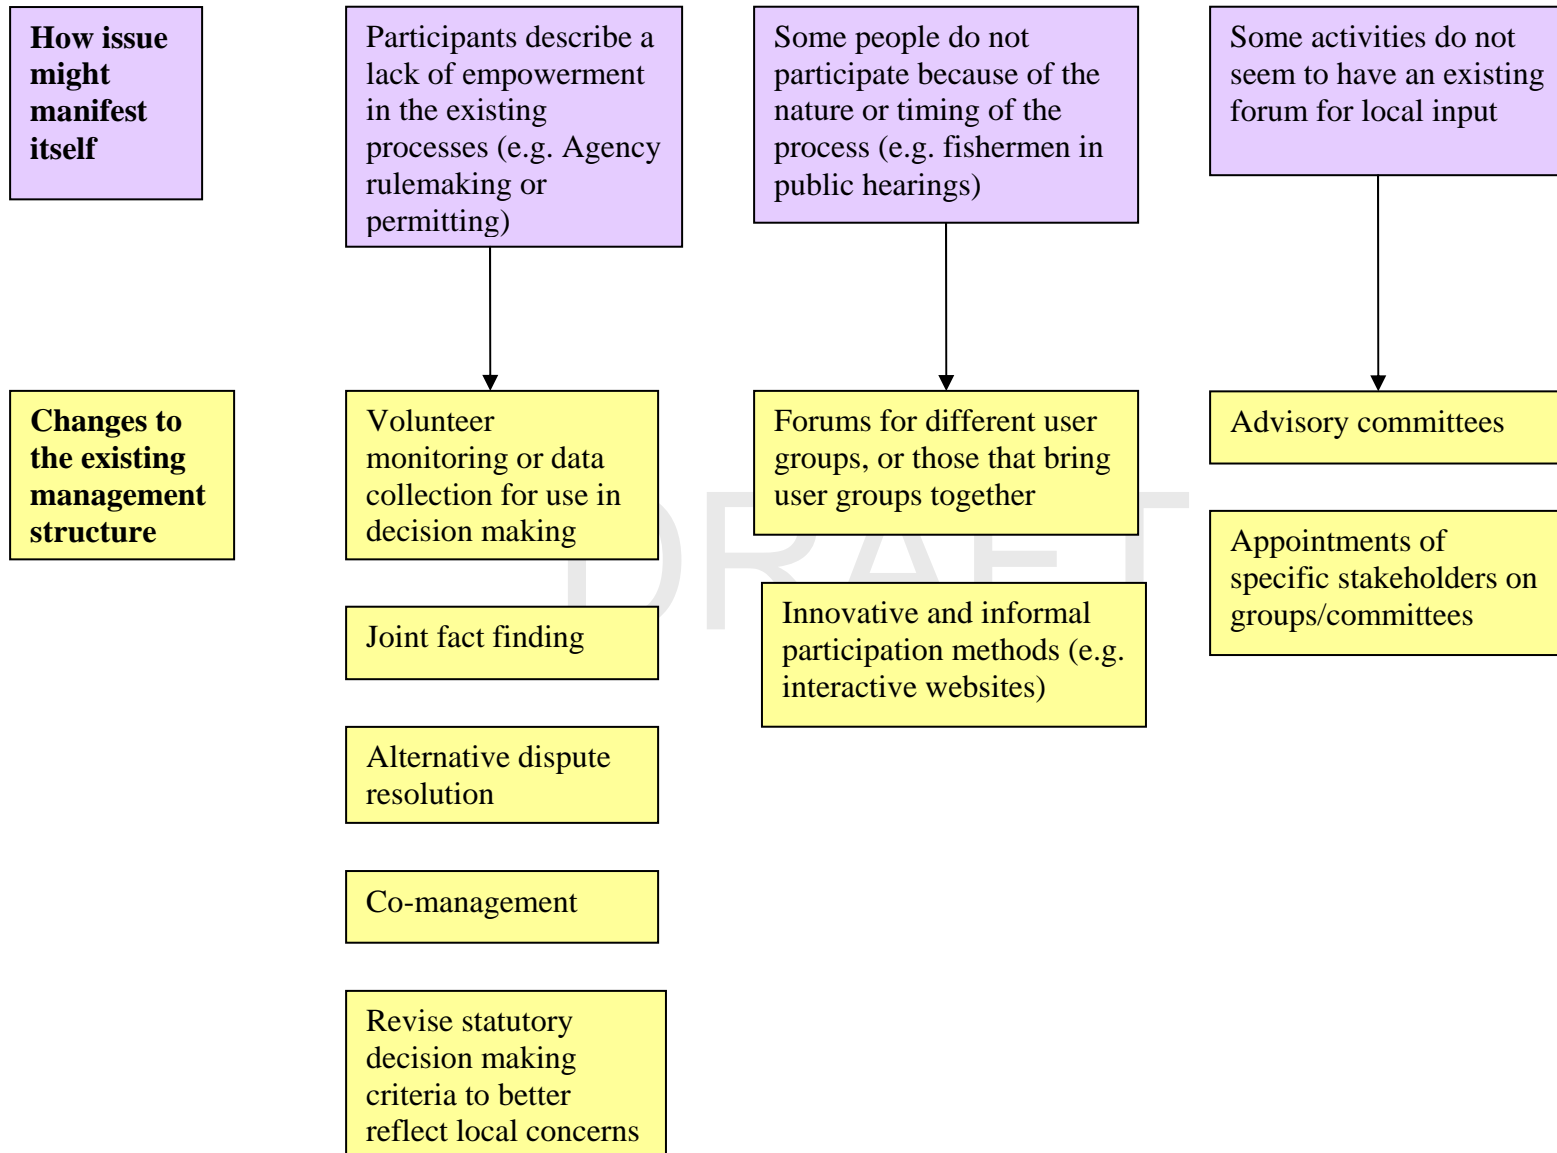 How issue
might
manifest
itself
Participants describe a
lack of empowerment
in the existing
processes (e.g. Agency
rulemaking or
permitting)
Some people do not
participate because of the
nature or timing of the
process (e.g. fishermen in
public hearings)
Some activities do not
seem to have an existing
forum for local input
Changes to
the existing
management
structure
Volunteer
monitoring or data
collection for use in
decision making
Joint fact finding
Alternative dispute
resolution
Co-management
Revise statutory
decision making
criteria to better
reflect local concerns
Forums for different user
groups, or those that bring
user groups together
Innovative and informal
participation methods (e.g.
interactive websites)
Advisory committees
Appointments of
specific stakeholders on
groups/committees
DRAFT